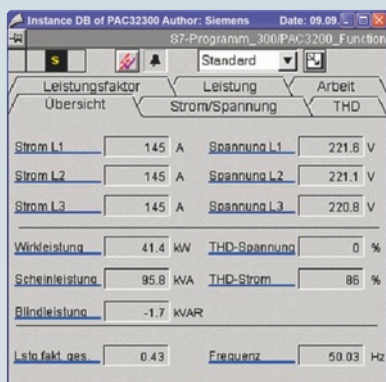 Instance DB of PAC32300 Author: Siemens Date: 09.09.
S7-Programm_300/PAC3200_Function
S Standard
Leistungsfaktor Leistung Arbeit
Übersicht Strom/Spannung THD
Strom L1 145 A Spannung L1 221.6 V
Strom L2 145 A Spannung L2 221.1 V
Strom L3 145 A Spannung L3 220.8 V
Wirkleistung 41.4 kW THD-Spannung 0 %
Scheinleistung 95.8 kVA THD-Strom 86 %
Blindleistung -1.7 kVAR
Lstg.fakt. ges. 0.43 Frequenz 50.03 Hz